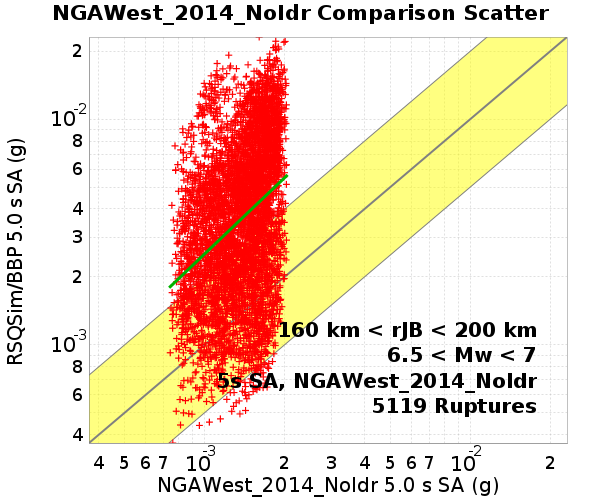 NGAWest_2014_NoIdr Comparison Scatter
2
10-2
8
6
4
3
2
10-3
8
6
4
RSQSim/BBP 5.0 s SA (g)
160 km < rJB < 200 km
6.5 < Mw < 7
5s SA, NGAWest_2014_NoIdr
5119 Ruptures
4 5 6 7 10-3 2 3 4 5 6 7 10-2 2
NGAWest_2014_NoIdr 5.0 s SA (g)